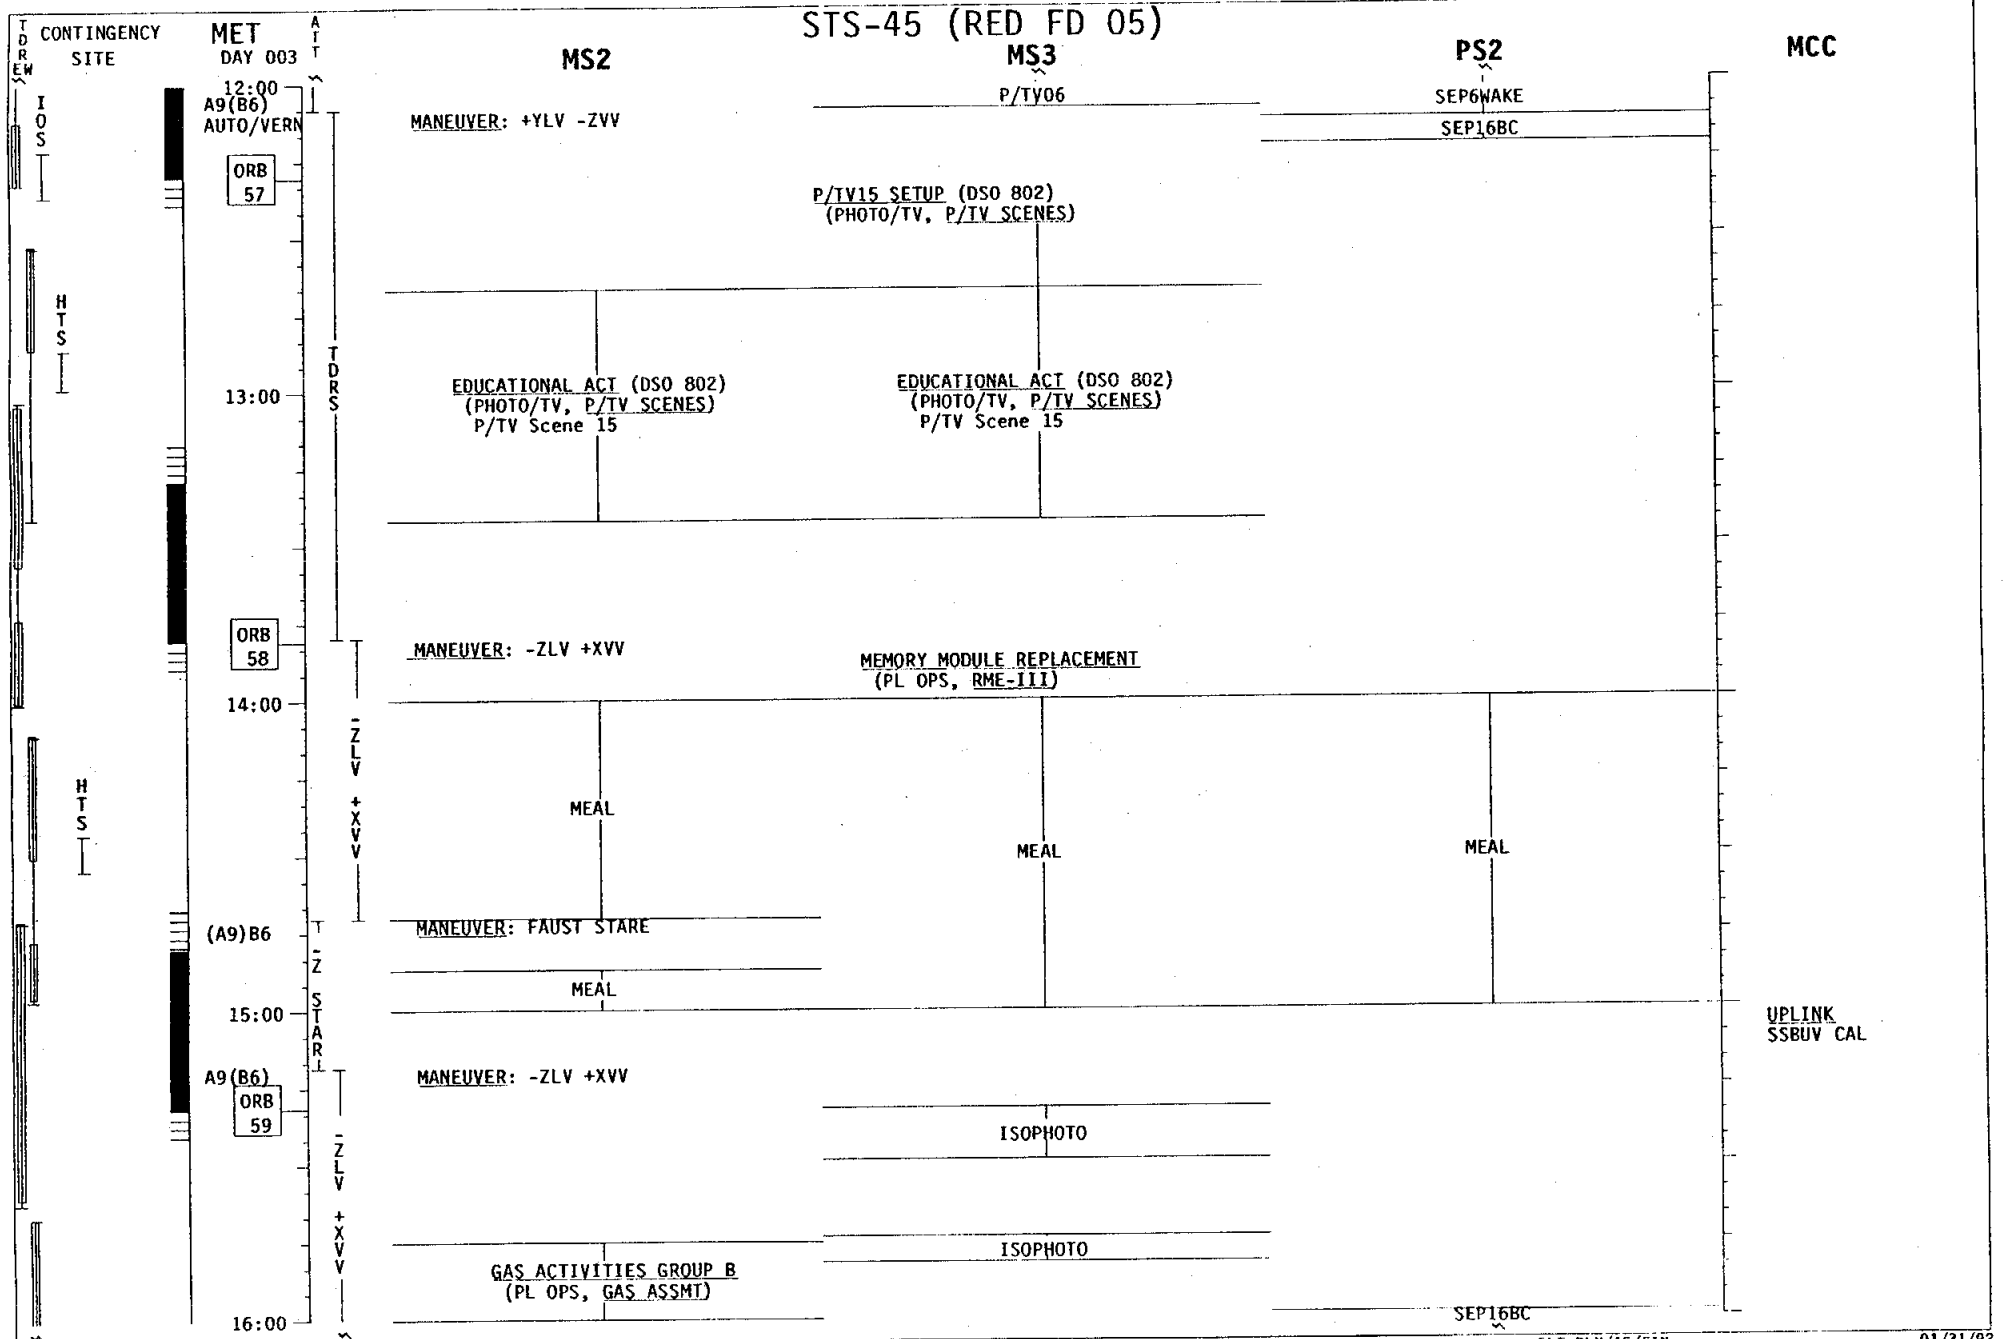 STS-45 (RED FD 05)
TDRS
EW
CONTINGENCY
SITE
MET
DAY 003
ATT
MS2
MS3
PS2
MCC
12:00
A9(B6)
AUTO/VERN
IOS
MANEUVER: +YLV -ZVV
P/TV06
SEP6WAKE
SEP16BC
ORB
57
P/TV15 SETUP (DSO 802)
(PHOTO/TV, P/TV SCENES)
HTS
TDRS
13:00
EDUCATIONAL ACT (DSO 802)
(PHOTO/TV, P/TV SCENES)
P/TV Scene 15
EDUCATIONAL ACT (DSO 802)
(PHOTO/TV, P/TV SCENES)
P/TV Scene 15
ORB
58
MANEUVER: -ZLV +XVV
MEMORY MODULE REPLACEMENT
(PL OPS, RME-III)
14:00
-ZLV +XVV
HTS
MEAL
MEAL
MEAL
(A9)B6
MANEUVER: FAUST STARE
-Z STAR
MEAL
15:00
UPLINK
SSBUV CAL
A9(B6)
MANEUVER: -ZLV +XVV
ORB
59
ISOPHOTO
-ZLV +XVV
ISOPHOTO
GAS ACTIVITIES GROUP B
(PL OPS, GAS ASSMT)
16:00
SEP16BC